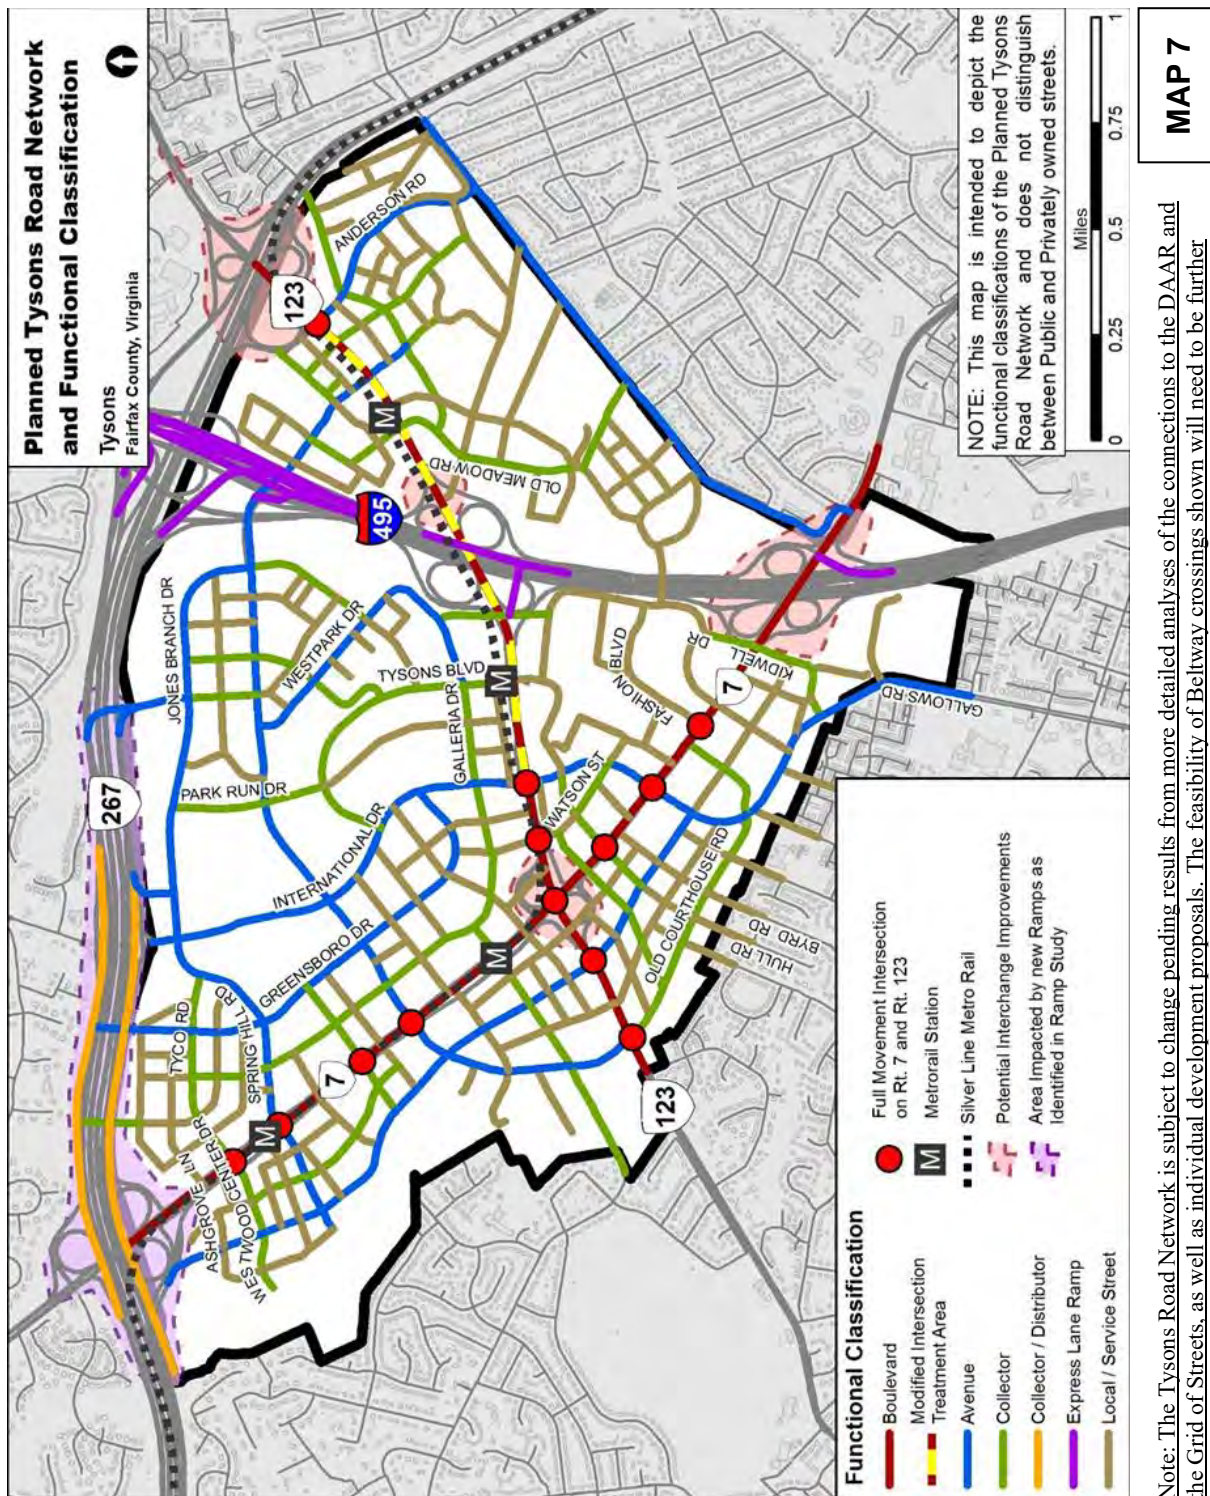 Planned Tysons Road Network
and Functional Classification
Tysons
Fairfax County, Virginia
NOTE: This map is intended to depict the
functional classifications of the Planned Tysons
Road Network and does not distinguish
between Public and Privately owned streets.
Miles
0 0.25 0.5 0.75 1
267
JONES BRANCH DR
WESTPARK DR
PARK RUN DR
INTERNATIONAL DR
GREENSBORO DR
TYCO RD
SPRING HILL RD
ASHGROVE LN
WESTWOOD CENTER DR
7
M
M
M
M
TYSONS BLVD
GALLERIA DR
495
123
ANDERSON RD
OLD MEADOW RD
WATSON ST
FASHION BLVD
KIDWELL DR
7
GALLOWS RD
OLD COURTHOUSE RD
BYRD RD
HULL RD
123
Functional Classification
Boulevard
Modified Intersection
Treatment Area
Avenue
Collector
Collector / Distributor
Express Lane Ramp
Local / Service Street
Full Movement Intersection
on Rt. 7 and Rt. 123
M Metrorail Station
Silver Line Metro Rail
Potential Interchange Improvements
Area Impacted by new Ramps as
Identified in Ramp Study
MAP 7
Note: The Tysons Road Network is subject to change pending results from more detailed analyses of the connections to the DAAR and
the Grid of Streets, as well as individual development proposals. The feasibility of Beltway crossings shown will need to be further